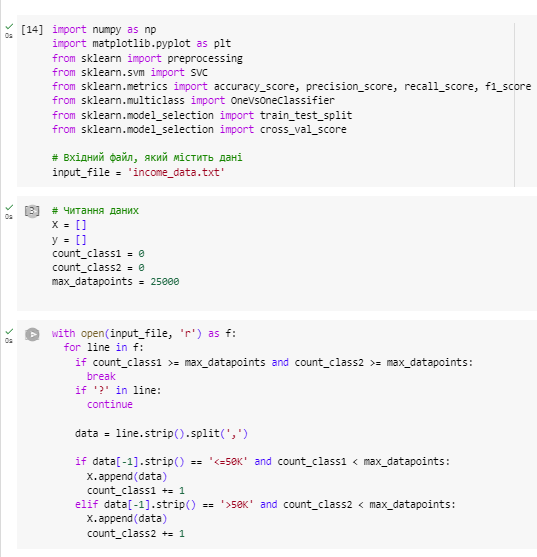 [14] import numpy as np
0s
import matplotlib.pyplot as plt
from sklearn import preprocessing
from sklearn.svm import SVC
from sklearn.metrics import accuracy_score, precision_score, recall_score, f1_score
from sklearn.multiclass import OneVsOneClassifier
from sklearn.model_selection import train_test_split
from sklearn.model_selection import cross_val_score
# Вхідний файл, який містить дані
input_file = 'income_data.txt'
# Читання даних
0s
X = []
y = []
count_class1 = 0
count_class2 = 0
max_datapoints = 25000
with open(input_file, 'r') as f:
0s
for line in f:
if count_class1 >= max_datapoints and count_class2 >= max_datapoints:
break
if '?' in line:
continue
data = line.strip().split(',')
if data[-1].strip() == '<=50K' and count_class1 < max_datapoints:
X.append(data)
count_class1 += 1
elif data[-1].strip() == '>50K' and count_class2 < max_datapoints:
X.append(data)
count_class2 += 1